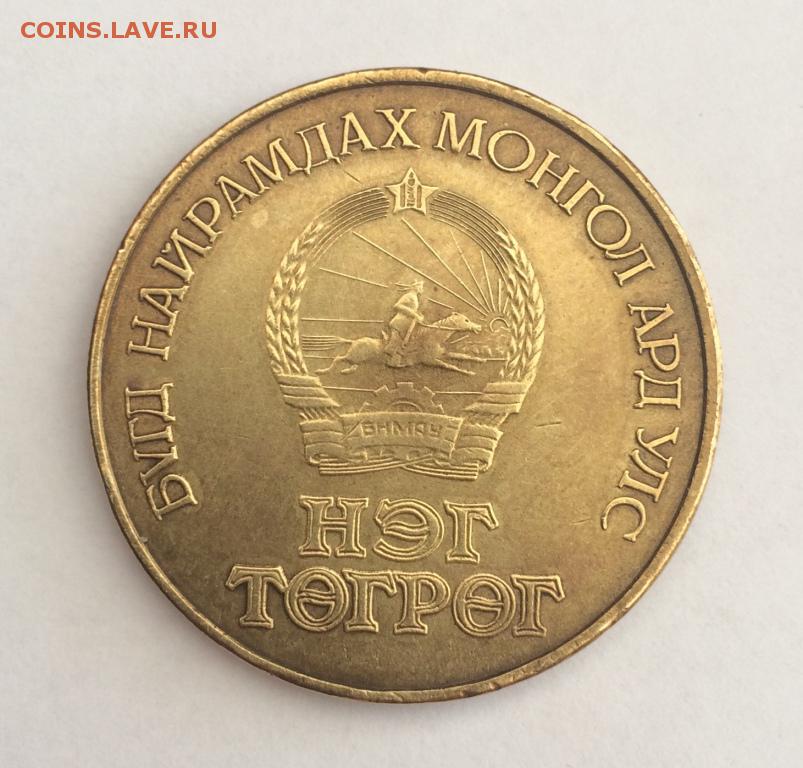 COINS.LAVE.RU
БҮГД НАЙРАМДАХ МОНГОЛ АРД УЛС
БНМАУ
НЭГ
ТӨГРӨГ